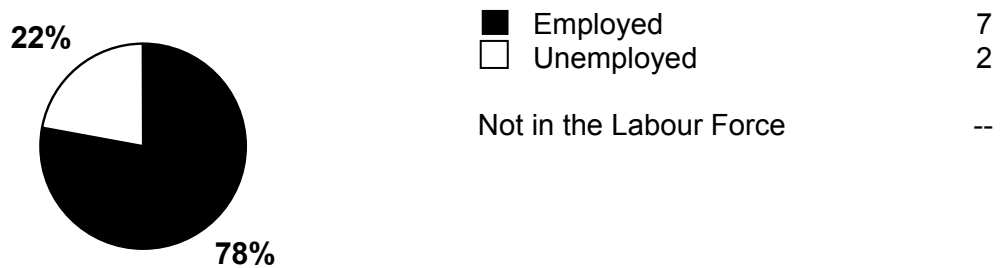 22%
78%
Employed 7
Unemployed 2
Not in the Labour Force --